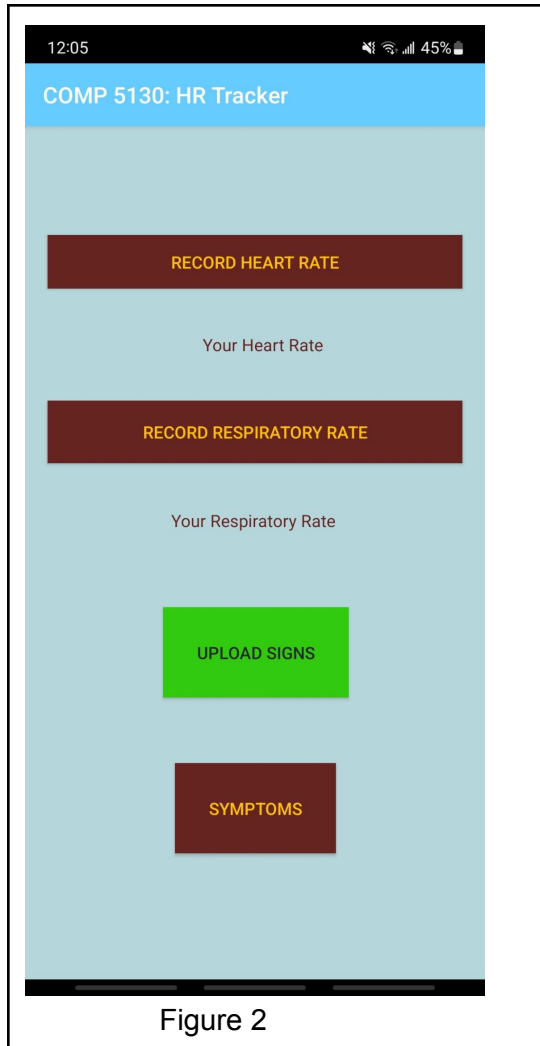 12:05 45%
COMP 5130: HR Tracker
RECORD HEART RATE
Your Heart Rate
RECORD RESPIRATORY RATE
Your Respiratory Rate
UPLOAD SIGNS
SYMPTOMS
Figure 2